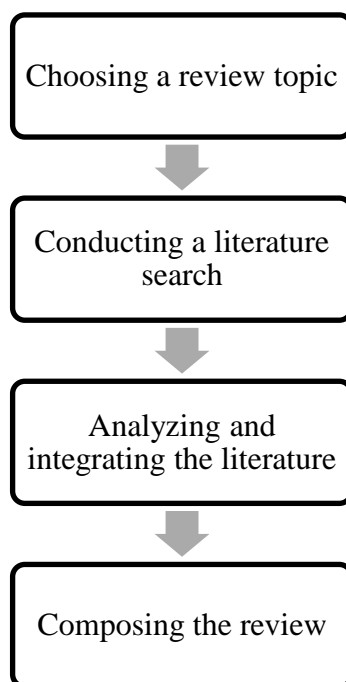 Choosing a review topic
Conducting a literature
search
Analyzing and
integrating the literature
Composing the review